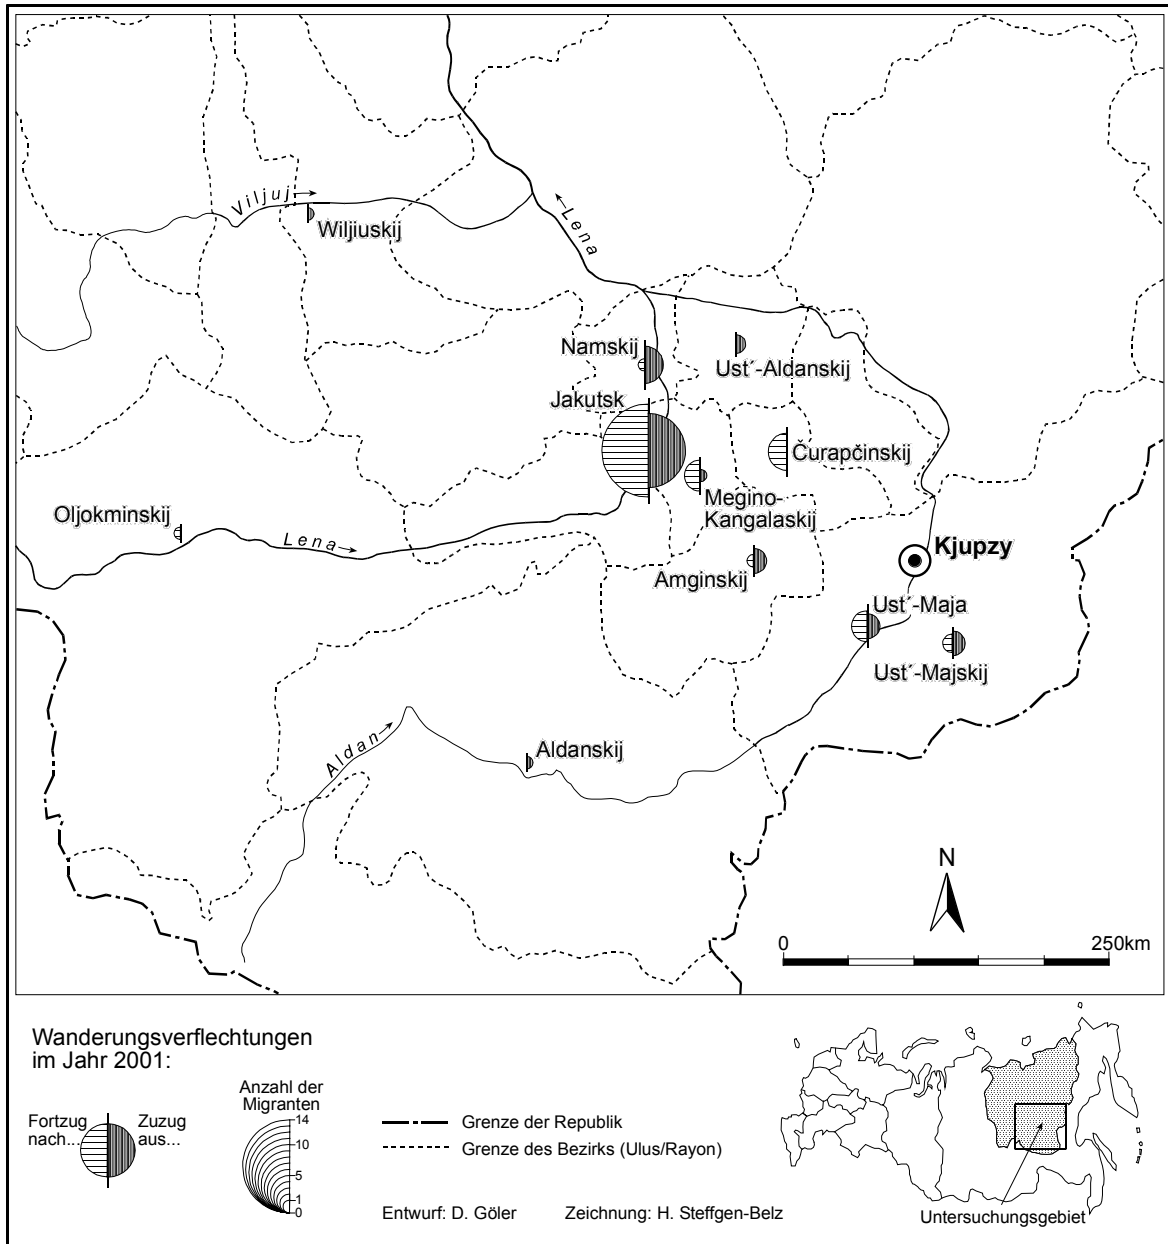 Viljuj
Wiljiuskij
Lena
Namskij
Ust´-Aldanskij
Jakutsk
Čurapčinskij
Megino-
Kangalaskij
Oljokminskij
Lena
Kjupzy
Amginskij
Ust´-Maja
Ust´-Majskij
Aldan
Aldanskij
N
0
250km
Wanderungsverflechtungen
im Jahr 2001:
Fortzug
nach...
Zuzug
aus...
Anzahl der
Migranten
14
10
5
1
0
Grenze der Republik
Grenze des Bezirks (Ulus/Rayon)
Entwurf: D. Göler
Zeichnung: H. Steffgen-Belz
Untersuchungsgebiet